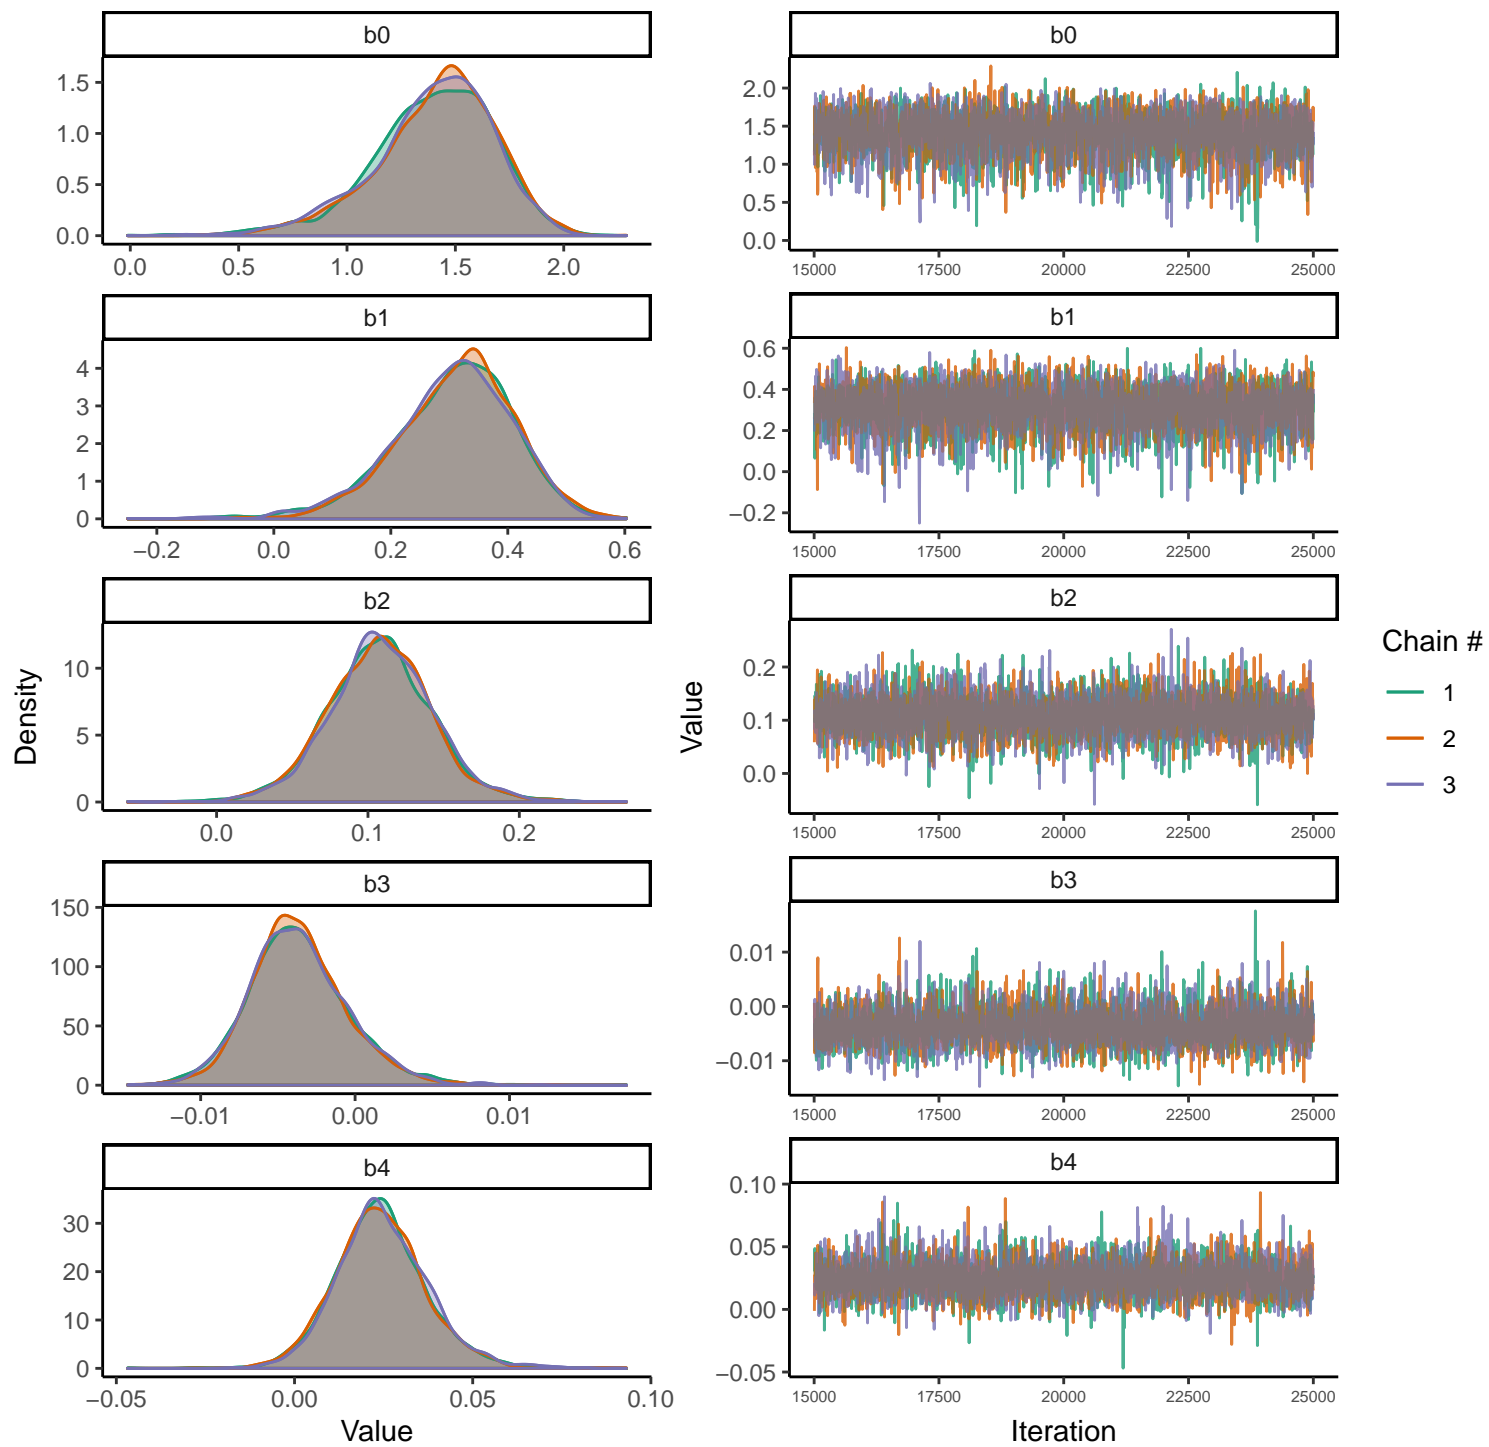 b0
1.5
1.0
0.5
0.0
0.0 0.5 1.0 1.5 2.0
b1
4
3
2
1
0
−0.2 0.0 0.2 0.4 0.6
b2
10
5
0
0.0 0.1 0.2
b3
150
100
50
0
−0.01 0.00 0.01
b4
30
20
10
0
−0.05 0.00 0.05 0.10
Value
Density
b0
2.0
1.5
1.0
0.5
0.0
15000 17500 20000 22500 25000
b1
0.6
0.4
0.2
0.0
−0.2
15000 17500 20000 22500 25000
b2
0.2
0.1
0.0
15000 17500 20000 22500 25000
b3
0.01
0.00
−0.01
15000 17500 20000 22500 25000
b4
0.10
0.05
0.00
−0.05
15000 17500 20000 22500 25000
Iteration
Value
Chain #
1
2
3